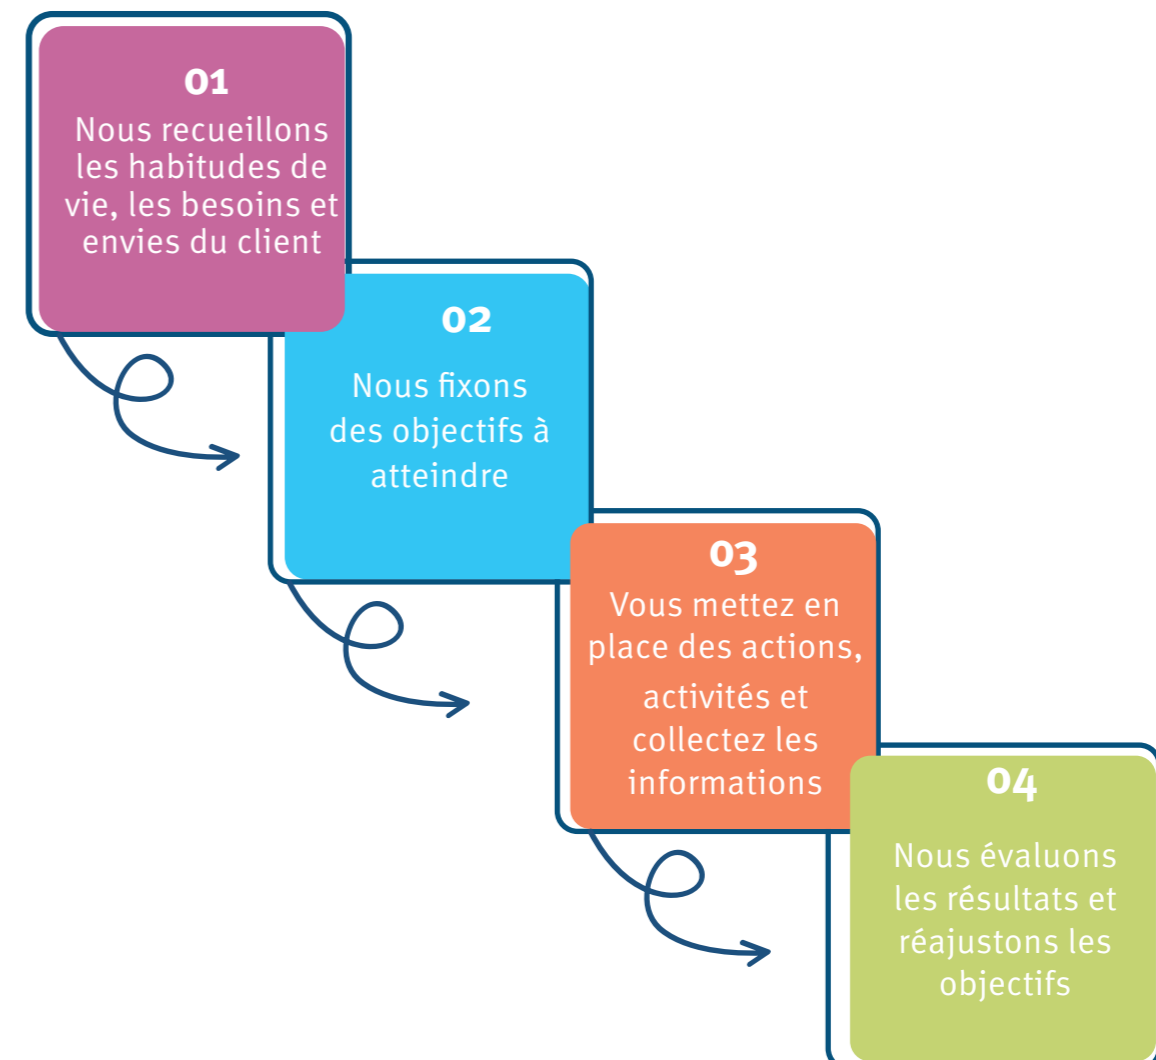 01
Nous recueillons
les habitudes de
vie, les besoins et
envies du client
02
Nous fixons
des objectifs à
atteindre
03
Vous mettez en
place des actions,
activités et
collectez les
informations
04
Nous évaluons
les résultats et
réajustons les
objectifs